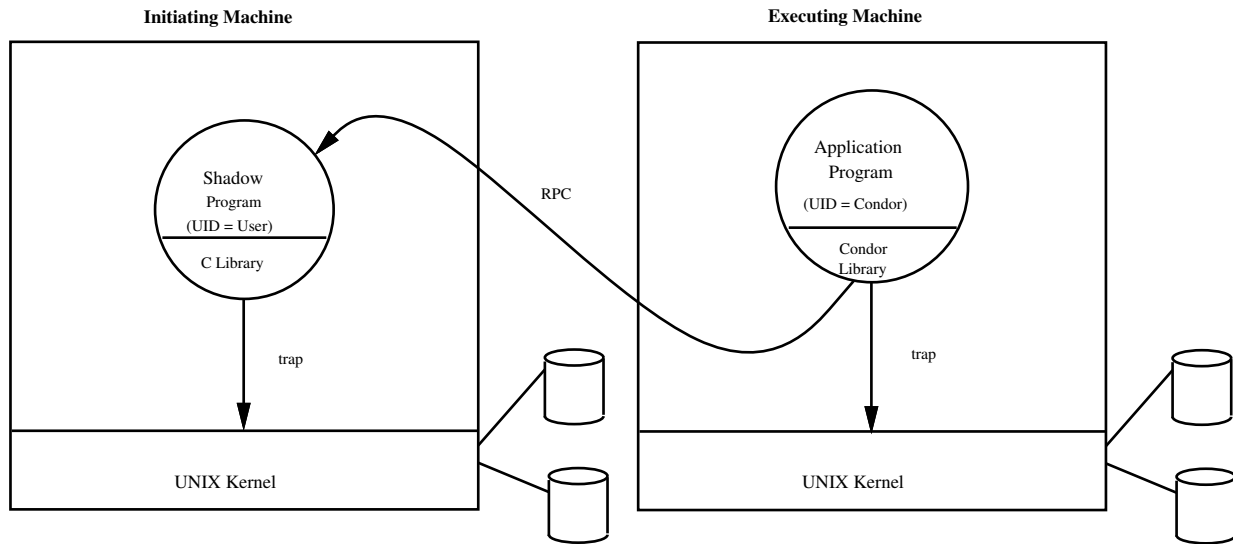 Initiating Machine
Executing Machine
Shadow
Program
(UID = User)
C Library
trap
UNIX Kernel
RPC
Application
Program
(UID = Condor)
Condor
Library
trap
UNIX Kernel